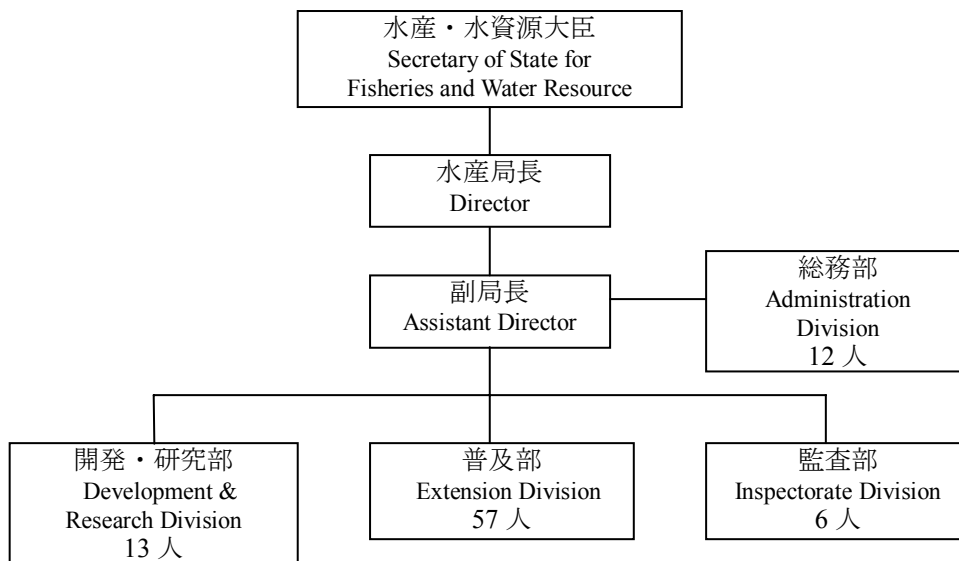 水産・水資源大臣
Secretary of State for
Fisheries and Water Resource
水産局長
Director
副局長
Assistant Director
総務部
Administration
Division
12 人
開発・研究部
Development &
Research Division
13 人
普及部
Extension Division
57 人
監査部
Inspectorate Division
6 人